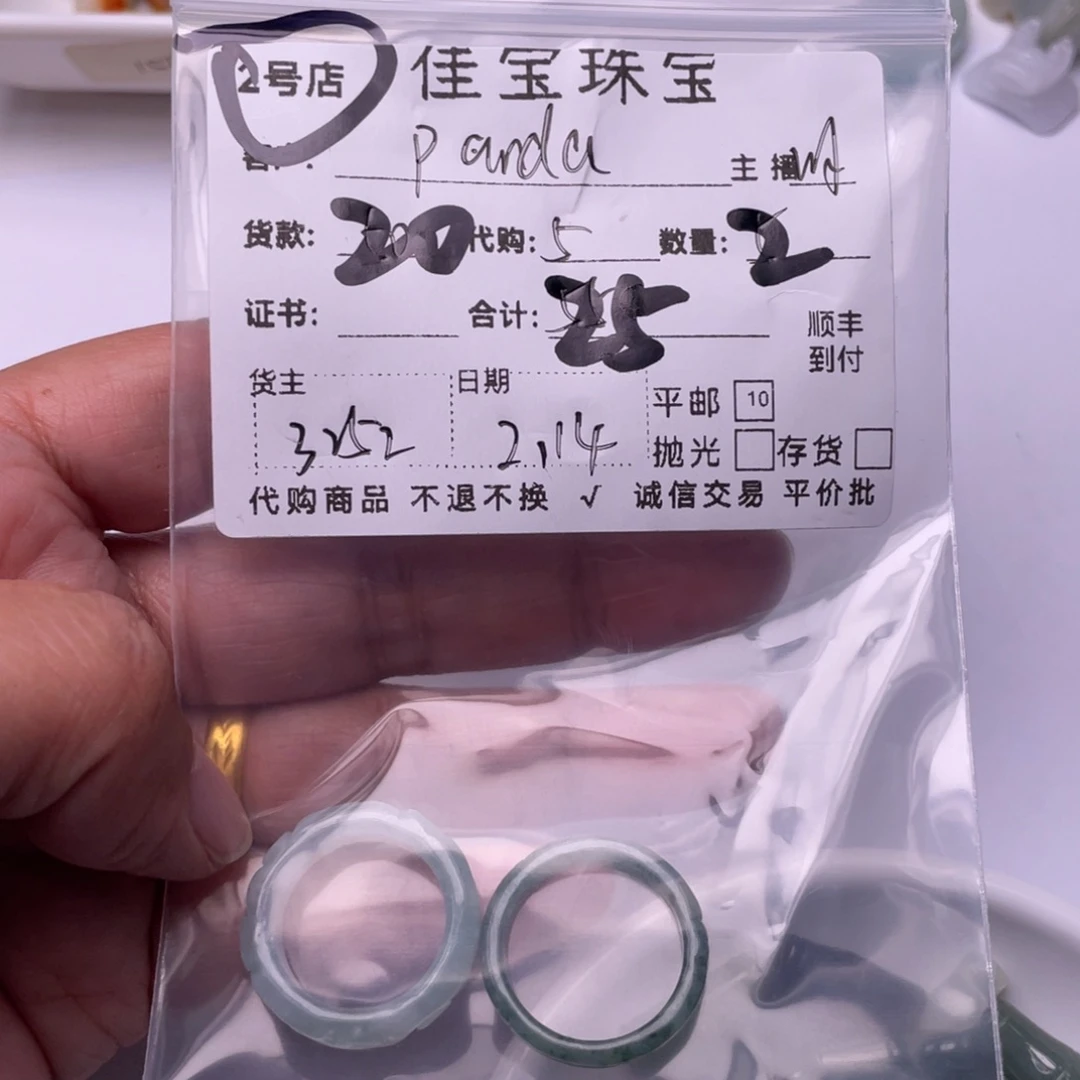 2号店 佳宝珠宝
panda 主播
货款: 200 代购: 5 数量: 2
证书: 合计: 顺丰
到付
货主 日期 平邮 10
3252 2.14
抛光 存货
代购商品 不退不换 √ 诚信交易 平价批